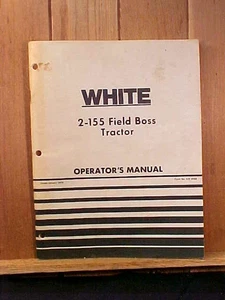 WHITE
2-155 Field Boss
Tractor
OPERATOR'S MANUAL